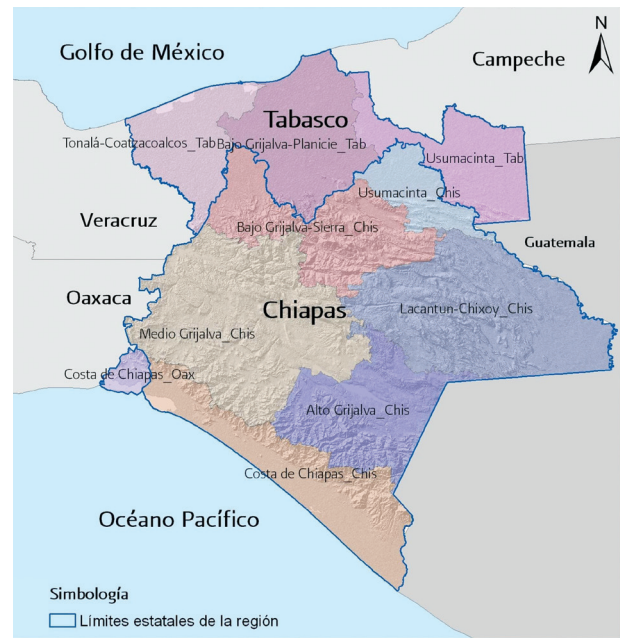 N
Golfo de México
Campeche
Tabasco
Tonalá-Coatzacoalcos_Tab
Bajo Grijalva-Planicie_Tab
Usumacinta_Tab
Usumacinta_Chis
Veracruz
Bajo Grijalva-Sierra_Chis
Guatemala
Oaxaca
Chiapas
Lacantun-Chixoy_Chis
Medio Grijalva_Chis
Costa de Chiapas_Oax
Alto Grijalva_Chis
Costa de Chiapas_Chis
Océano Pacífico
Simbología
Límites estatales de la región